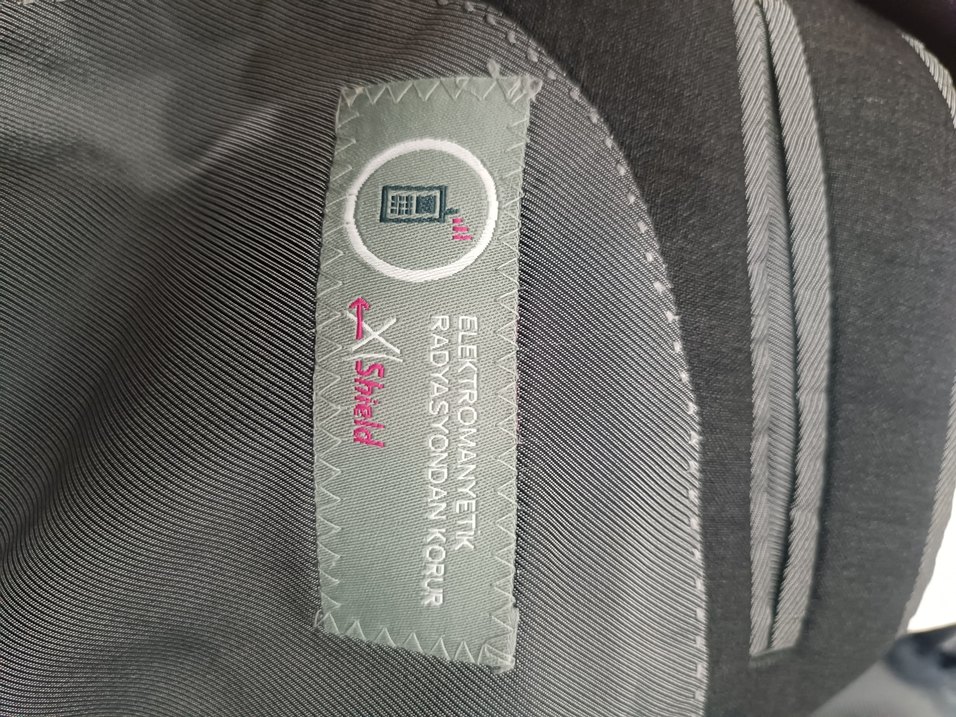 ELEKTROMANYETİK
RADYASYONDAN KORUR
X Shield